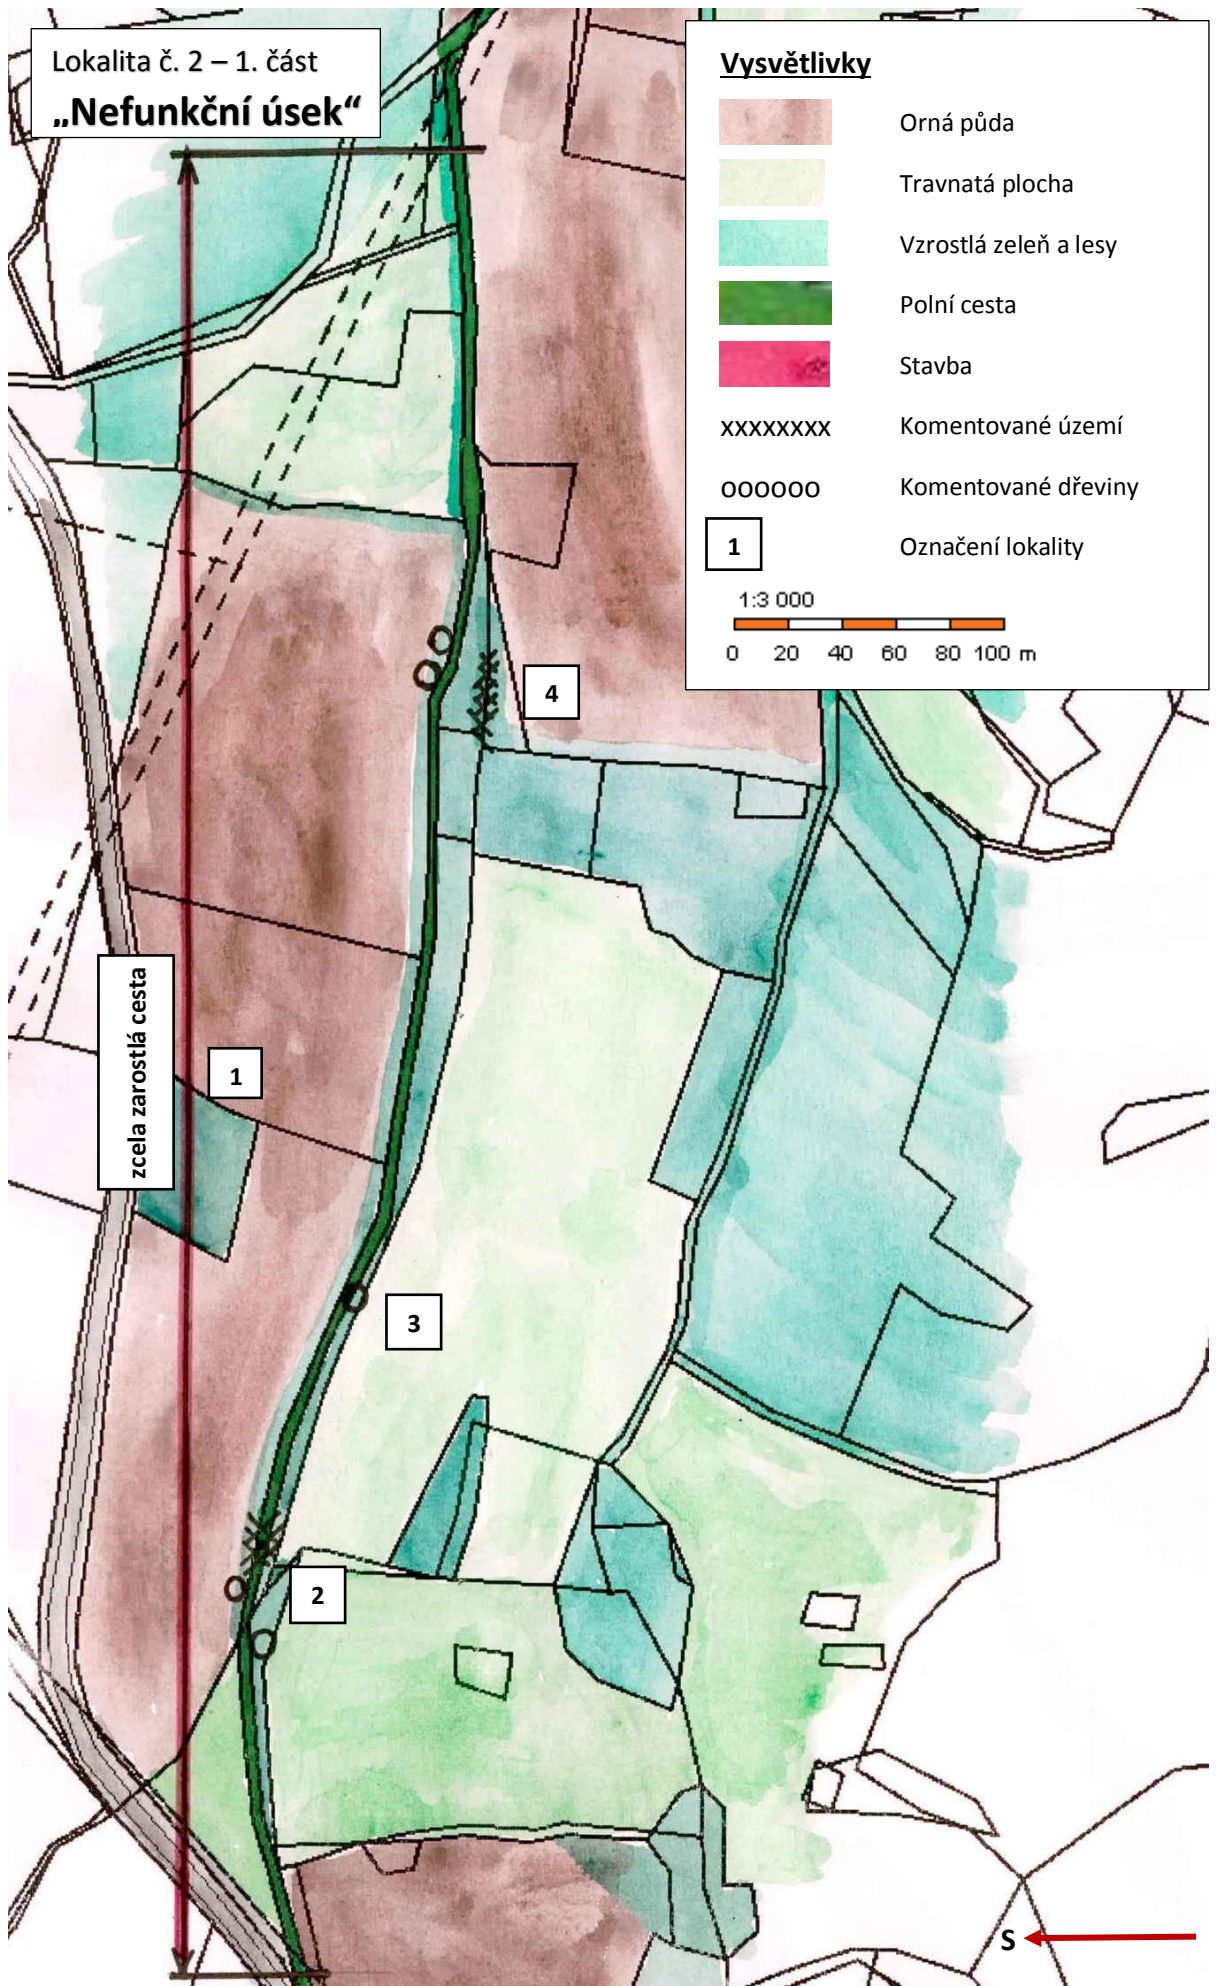 Lokalita č. 2 – 1. část
„Nefunkční úsek“
Vysvětlivky
Orná půda
Travnatá plocha
Vzrostlá zeleň a lesy
Polní cesta
Stavba
xxxxxxxx Komentované území
oooooo Komentované dřeviny
1 Označení lokality
1:3 000
0 20 40 60 80 100 m
4
zcela zarostlá cesta
1
3
2
S